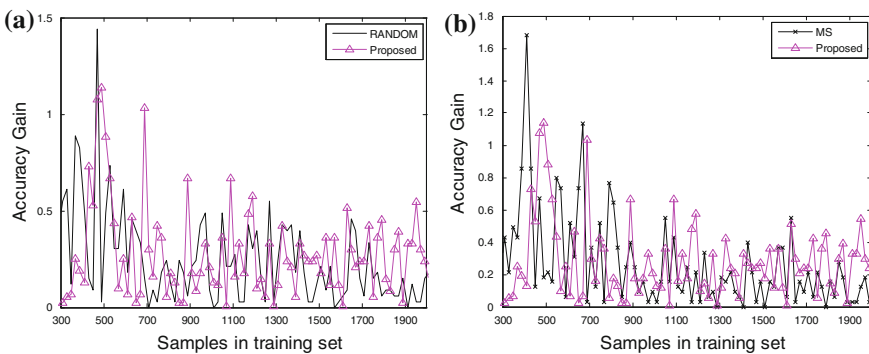 (a)
1.5
1
0.5
0
Accuracy Gain
RANDOM
Proposed
300 500 700 900 1100 1300 1500 1700 1900
Samples in training set
(b)
1.8
1.6
1.4
1.2
1
0.8
0.6
0.4
0.2
0
Accuracy Gain
MS
Proposed
300 500 700 900 1100 1300 1500 1700 1900
Samples in training set